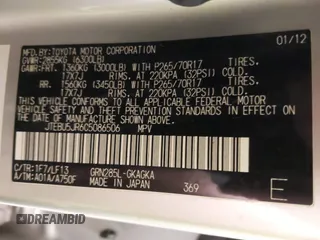 MFD. BY: TOYOTA MOTOR CORPORATION 01/12
GVWR: 2855KG (6300LB)
GAWR: FRT. 1360KG (3000LB) WITH P265/70R17
17X7J RIMS, AT 220KPA (32PSI) COLD.
RR. 1560KG (3450LB) WITH P265/70R17
17X7J RIMS, AT 220KPA (32PSI) COLD.
THIS VEHICLE CONFORMS TO ALL APPLICABLE
FEDERAL MOTOR VEHICLE SAFETY, BUMPER, AND
THEFT PREVENTION STANDARDS IN EFFECT ON
THE DATE OF MANUFACTURE SHOWN ABOVE.
JTEBU5JR6C5086506 MPV
C/TR: 1F7/LF13 GRN285L-GKAGKA
A/TM: A01A/A750F MADE IN JAPAN 369 E
DREAMBID